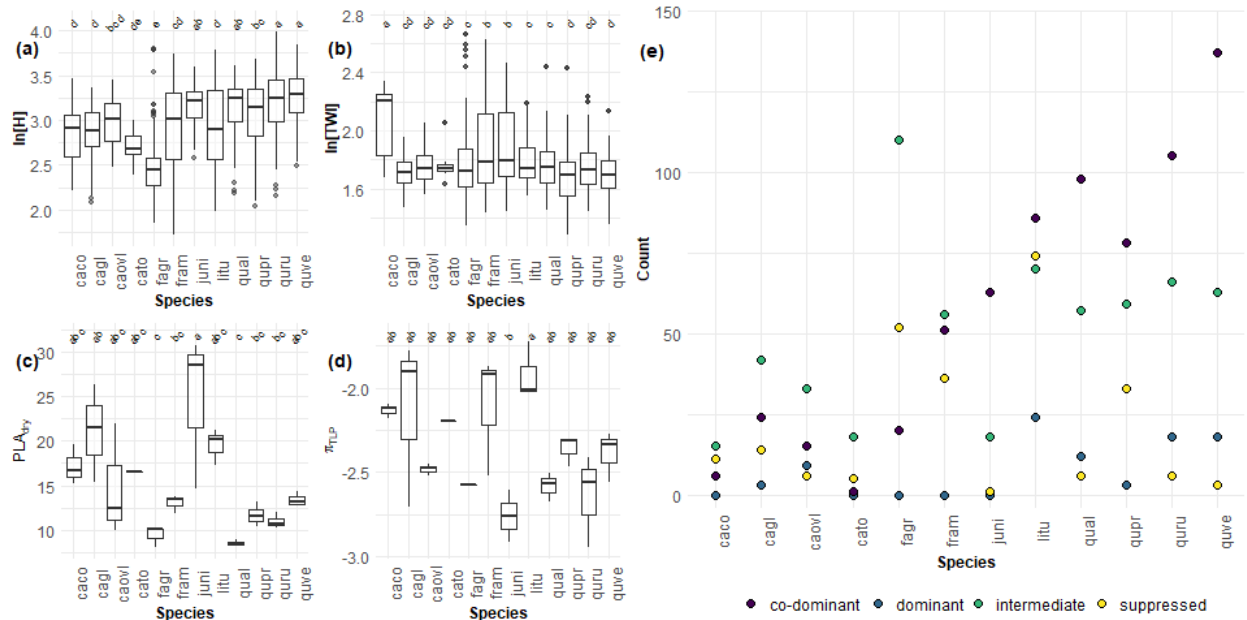 (a)
ln[H]
4.0
3.5
3.0
2.5
2.0
caco
cagl
caovl
cato
fagr
fram
juni
litu
qual
qupr
quru
quve
Species
(b)
ln[TWI]
2.8
2.4
2.0
1.6
caco
cagl
caovl
cato
fagr
fram
juni
litu
qual
qupr
quru
quve
Species
(c)
PLAdry
30
25
20
15
10
caco
cagl
caovl
cato
fagr
fram
juni
litu
qual
qupr
quru
quve
Species
(d)
πTLP
-2.0
-2.5
-3.0
caco
cagl
caovl
cato
fagr
fram
juni
litu
qual
qupr
quru
quve
Species
(e)
Count
150
100
50
0
caco
cagl
caovl
cato
fagr
fram
juni
litu
qual
qupr
quru
quve
Species
co-dominant dominant intermediate suppressed